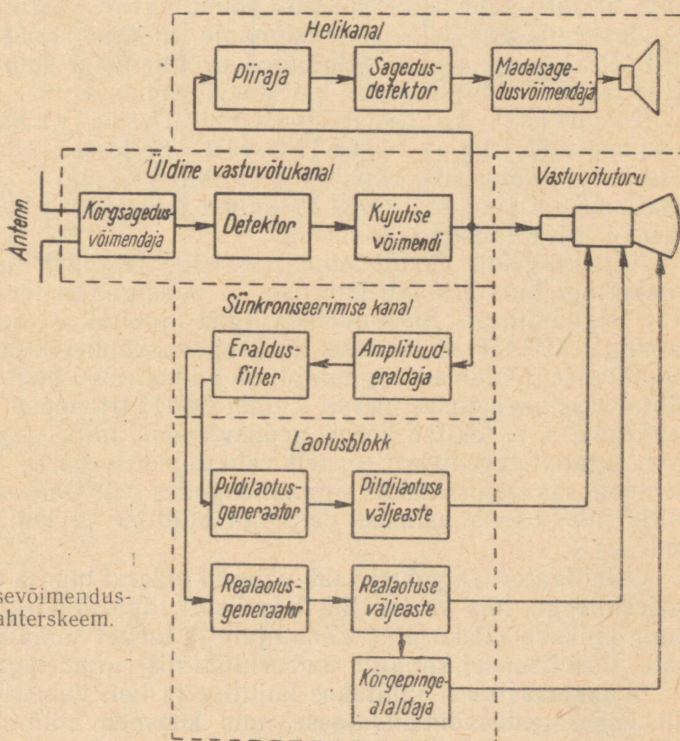 Helikanal
Piiraja
Sagedus-
detektor
Madalsage-
dusvõimendaja
Üldine vastuvõtukanal
Vastuvõtutoru
Antenn
Kõrgsagedus-
võimendaja
Detektor
Kujutise
võimendi
Sünkroniseerimise kanal
Eraldus-
filter
Amplituud-
eraldaja
Laotusblokk
Pildilaotus-
generaator
Pildilaotuse
väljeaste
Realaotus-
generaator
Realaotuse
väljeaste
Kõrgepinge-
alaldaja
sevõimendus-
ahterskeem.